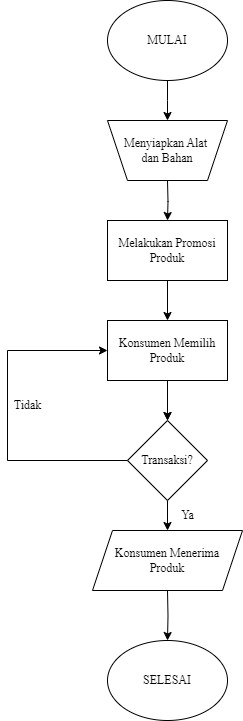 MULAI
Menyiapkan Alat
dan Bahan
Melakukan Promosi
Produk
Konsumen Memilih
Produk
Tidak
Transaksi?
Ya
Konsumen Menerima
Produk
SELESAI